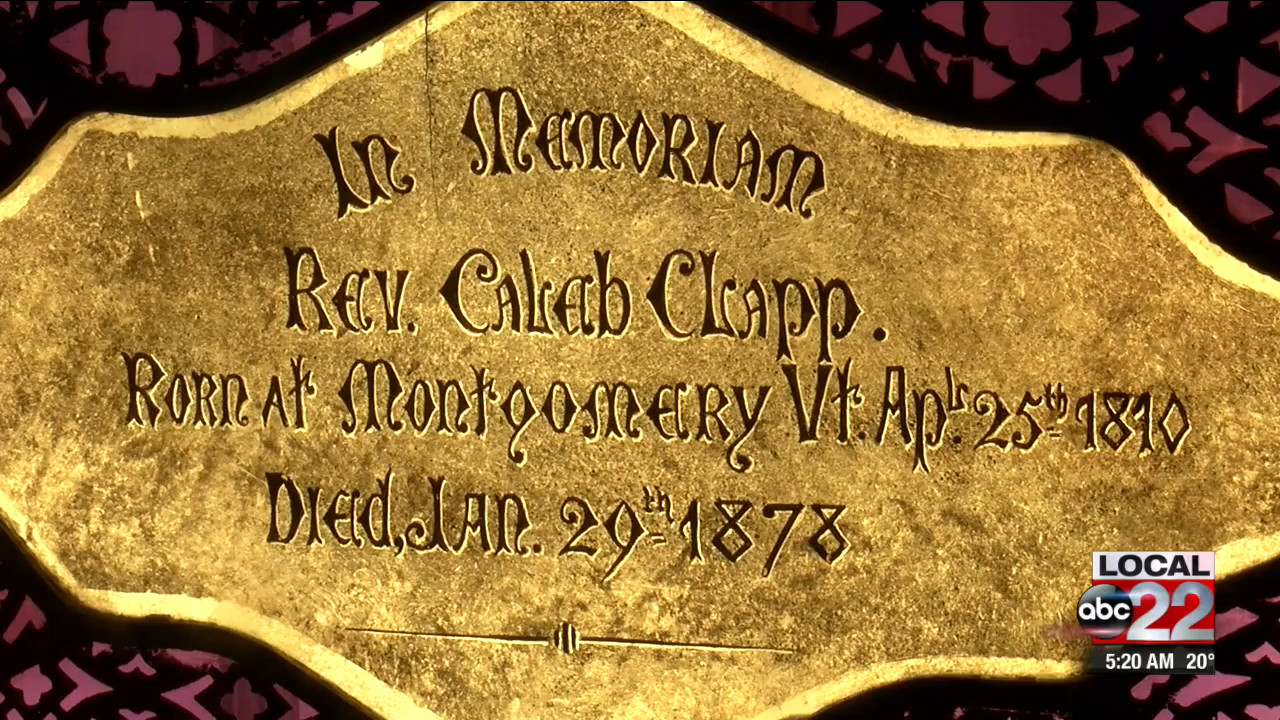 In Memoriam
Rev. Caleb Clapp.
Born at Montgomery Vt. Apl. 25th 1810
Died, Jan. 29th 1878
LOCAL
abc 22
5:20 AM 20°